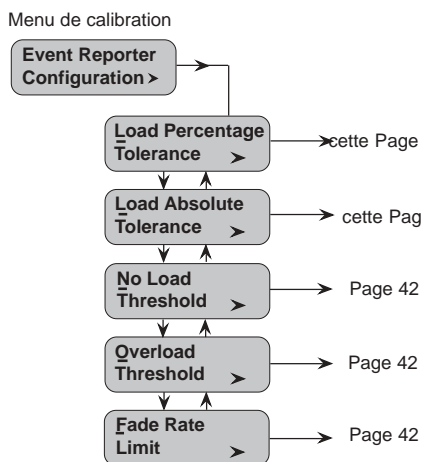 Menu de calibration
Event Reporter
Configuration >
Load Percentage
Tolerance >
cette Page
Load Absolute
Tolerance >
cette Pag
No Load
Threshold >
Page 42
Overload
Threshold >
Page 42
Fade Rate
Limit >
Page 42